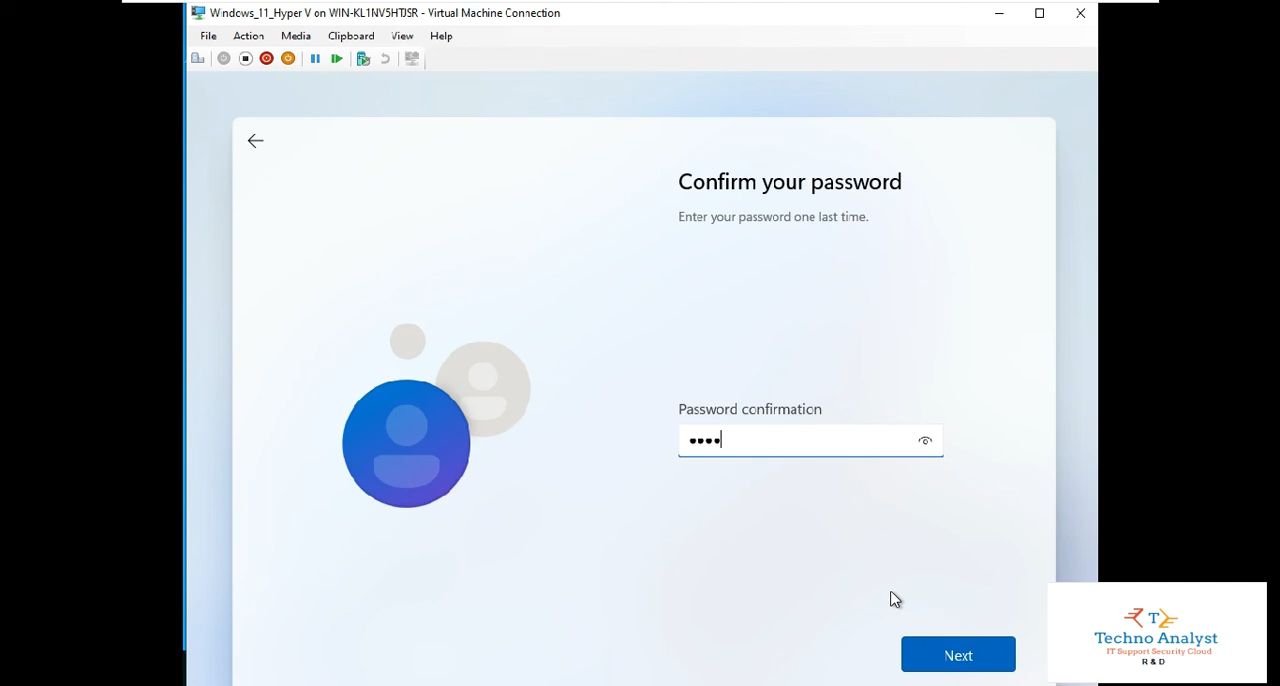 Windows_11_Hyper V on WIN-KL1NV5HTJSR - Virtual Machine Connection
File Action Media Clipboard View Help
Confirm your password
Enter your password one last time.
Password confirmation
Next
Techno Analyst
IT Support Security Cloud
R & D